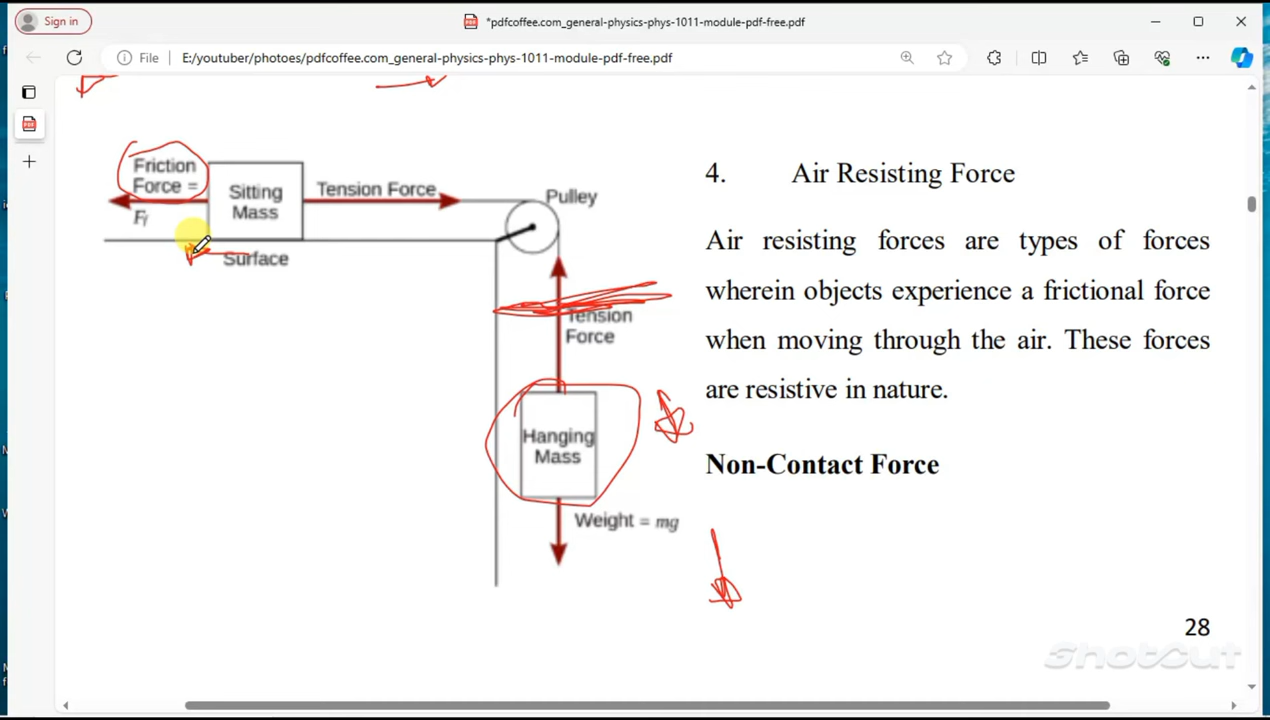 Sign in
*pdfcoffee.com_general-physics-phys-1011-module-pdf-free.pdf
File
E:/youtuber/photoes/pdfcoffee.com_general-physics-phys-1011-module-pdf-free.pdf
Friction
Force =
Ff
Sitting
Mass
Tension Force
Pulley
Surface
Tension
Force
Hanging
Mass
Weight = mg
4. Air Resisting Force
Air resisting forces are types of forces
wherein objects experience a frictional force
when moving through the air. These forces
are resistive in nature.
Non-Contact Force
28
ShotCut